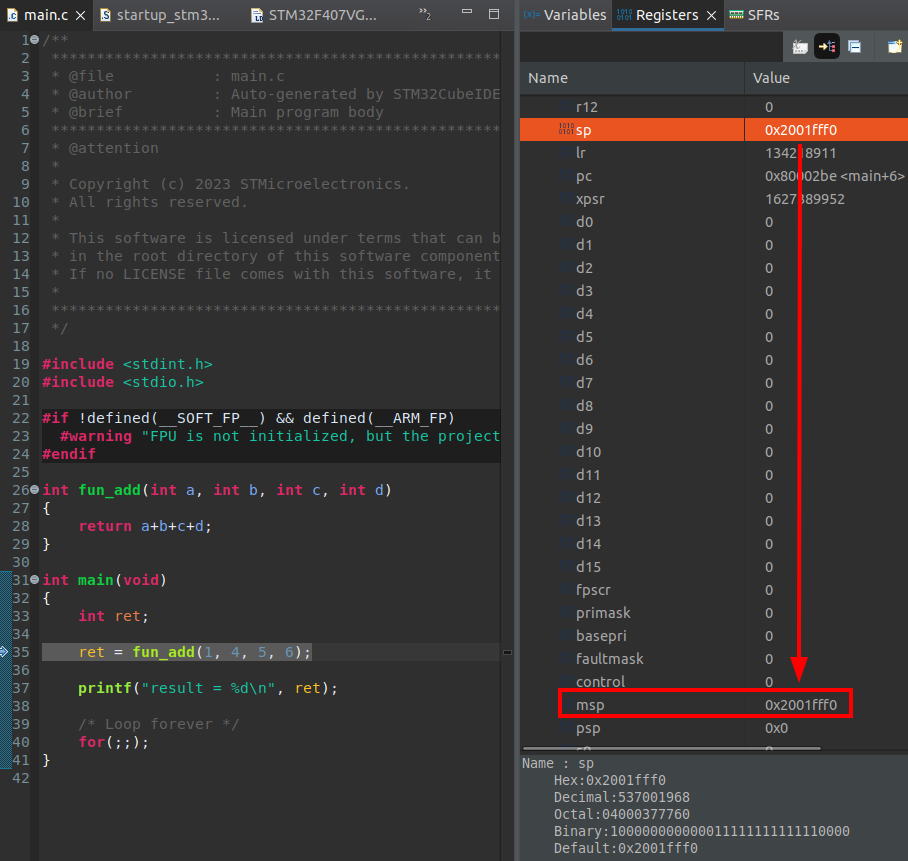 main.c
startup_stm3...
STM32F407VG...
2
1 /**
2 **************************************************
3 * @file : main.c
4 * @author : Auto-generated by STM32CubeIDE
5 * @brief : Main program body
6 **************************************************
7 * @attention
8 *
9 * Copyright (c) 2023 STMicroelectronics.
10 * All rights reserved.
11 *
12 * This software is licensed under terms that can b
13 * in the root directory of this software component
14 * If no LICENSE file comes with this software, it
15 *
16 **************************************************
17 */
18
19 #include <stdint.h>
20 #include <stdio.h>
21
22 #if !defined(__SOFT_FP__) && defined(__ARM_FP)
23 #warning "FPU is not initialized, but the project
24 #endif
25
26 int fun_add(int a, int b, int c, int d)
27 {
28 return a+b+c+d;
29 }
30
31 int main(void)
32 {
33 int ret;
34
35 ret = fun_add(1, 4, 5, 6);
36
37 printf("result = %d\n", ret);
38
39 /* Loop forever */
40 for(;;);
41 }
42
(x)= Variables
Registers
SFRs
Name Value
r12 0
sp 0x2001fff0
lr 134218911
pc 0x80002be <main+6>
xpsr 1627389952
d0 0
d1 0
d2 0
d3 0
d4 0
d5 0
d6 0
d7 0
d8 0
d9 0
d10 0
d11 0
d12 0
d13 0
d14 0
d15 0
fpscr 0
primask 0
basepri 0
faultmask 0
control 0
msp 0x2001fff0
psp 0x0
Name : sp
Hex:0x2001fff0
Decimal:537001968
Octal:04000377760
Binary:100000000000011111111111110000
Default:0x2001fff0